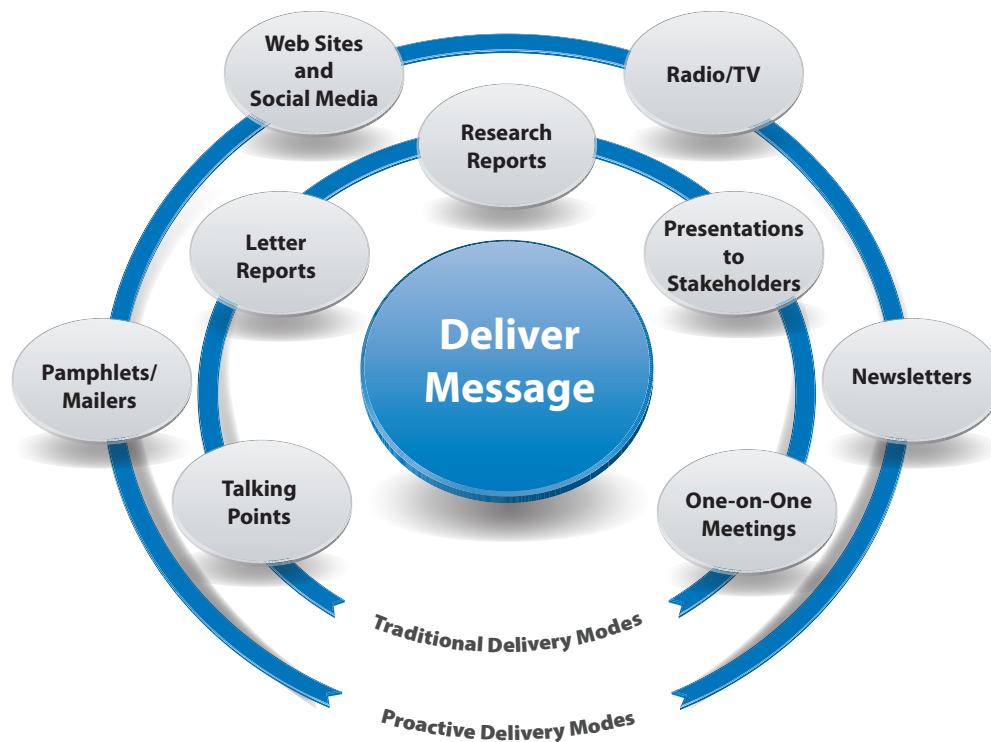 Web Sites
and
Social Media
Radio/TV
Research
Reports
Letter
Reports
Presentations
to
Stakeholders
Deliver
Message
Pamphlets/
Mailers
Newsletters
Talking
Points
One-on-One
Meetings
Traditional Delivery Modes
Proactive Delivery Modes